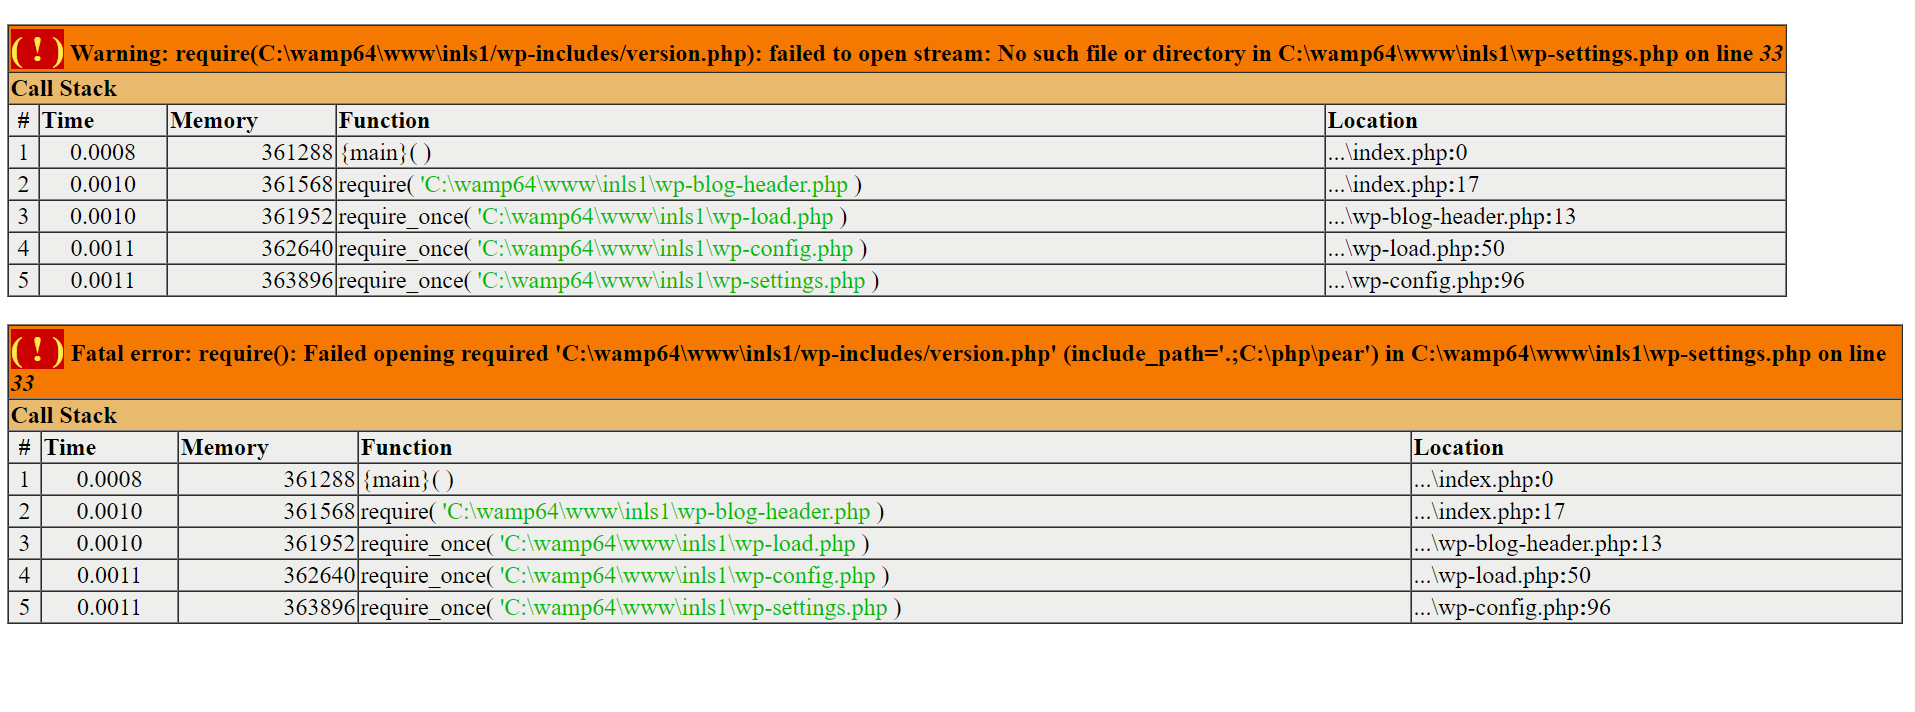 ( ! ) Warning: require(C:\wamp64\www\inls1/wp-includes/version.php): failed to open stream: No such file or directory in C:\wamp64\www\inls1\wp-settings.php on line 33
Call Stack
# Time Memory Function Location
1 0.0008 361288 {main}( ) ...\index.php:0
2 0.0010 361568 require( 'C:\wamp64\www\inls1\wp-blog-header.php ) ...\index.php:17
3 0.0010 361952 require_once( 'C:\wamp64\www\inls1\wp-load.php ) ...\wp-blog-header.php:13
4 0.0011 362640 require_once( 'C:\wamp64\www\inls1\wp-config.php ) ...\wp-load.php:50
5 0.0011 363896 require_once( 'C:\wamp64\www\inls1\wp-settings.php ) ...\wp-config.php:96
( ! ) Fatal error: require(): Failed opening required 'C:\wamp64\www\inls1/wp-includes/version.php' (include_path='.;C:\php\pear') in C:\wamp64\www\inls1\wp-settings.php on line
33
Call Stack
# Time Memory Function Location
1 0.0008 361288 {main}( ) ...\index.php:0
2 0.0010 361568 require( 'C:\wamp64\www\inls1\wp-blog-header.php ) ...\index.php:17
3 0.0010 361952 require_once( 'C:\wamp64\www\inls1\wp-load.php ) ...\wp-blog-header.php:13
4 0.0011 362640 require_once( 'C:\wamp64\www\inls1\wp-config.php ) ...\wp-load.php:50
5 0.0011 363896 require_once( 'C:\wamp64\www\inls1\wp-settings.php ) ...\wp-config.php:96